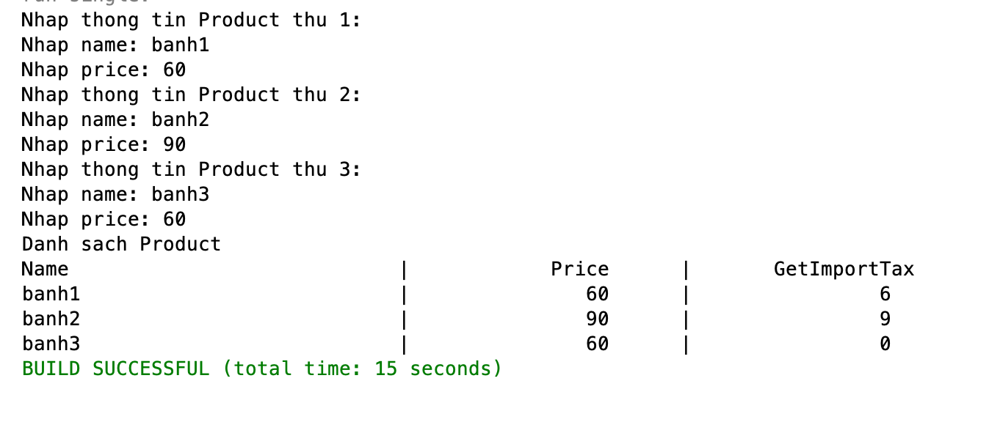 run-single:
Nhap thong tin Product thu 1:
Nhap name: banh1
Nhap price: 60
Nhap thong tin Product thu 2:
Nhap name: banh2
Nhap price: 90
Nhap thong tin Product thu 3:
Nhap name: banh3
Nhap price: 60
Danh sach Product
Name | Price | GetImportTax
banh1 | 60 | 6
banh2 | 90 | 9
banh3 | 60 | 0
BUILD SUCCESSFUL (total time: 15 seconds)